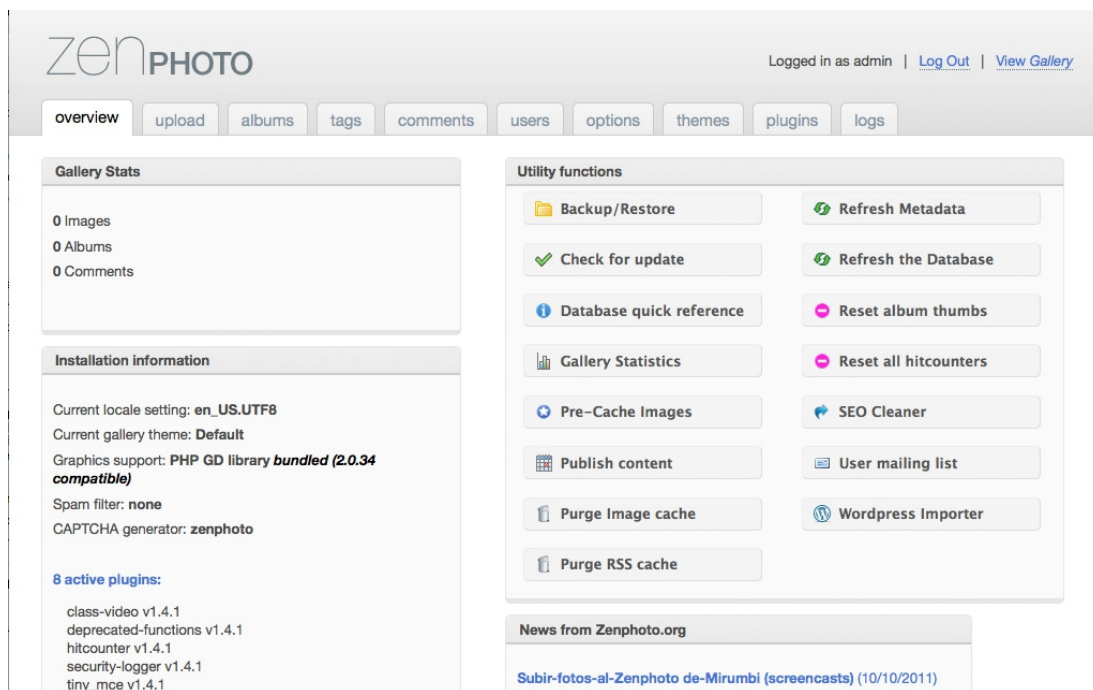 zenPHOTO
Logged in as admin | Log Out | View Gallery
overview upload albums tags comments users options themes plugins logs
Gallery Stats
0 Images
0 Albums
0 Comments
Installation information
Current locale setting: en_US.UTF8
Current gallery theme: Default
Graphics support: PHP GD library bundled (2.0.34
compatible)
Spam filter: none
CAPTCHA generator: zenphoto
8 active plugins:
class-video v1.4.1
deprecated-functions v1.4.1
hitcounter v1.4.1
security-logger v1.4.1
tiny_mce v1.4.1
Utility functions
Backup/Restore
Refresh Metadata
Check for update
Refresh the Database
Database quick reference
Reset album thumbs
Gallery Statistics
Reset all hitcounters
Pre-Cache Images
SEO Cleaner
Publish content
User mailing list
Purge Image cache
Wordpress Importer
Purge RSS cache
News from Zenphoto.org
Subir-fotos-al-Zenphoto de-Mirumbi (screencasts) (10/10/2011)